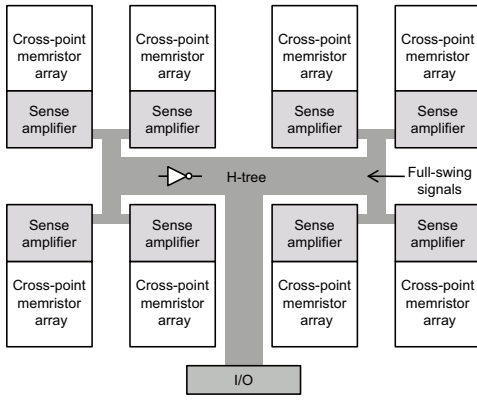 Cross-point
memristor
array
Cross-point
memristor
array
Cross-point
memristor
array
Cross-point
memristor
array
Sense
amplifier
Sense
amplifier
Sense
amplifier
Sense
amplifier
H-tree
Full-swing
signals
Sense
amplifier
Sense
amplifier
Sense
amplifier
Sense
amplifier
Cross-point
memristor
array
Cross-point
memristor
array
Cross-point
memristor
array
Cross-point
memristor
array
I/O